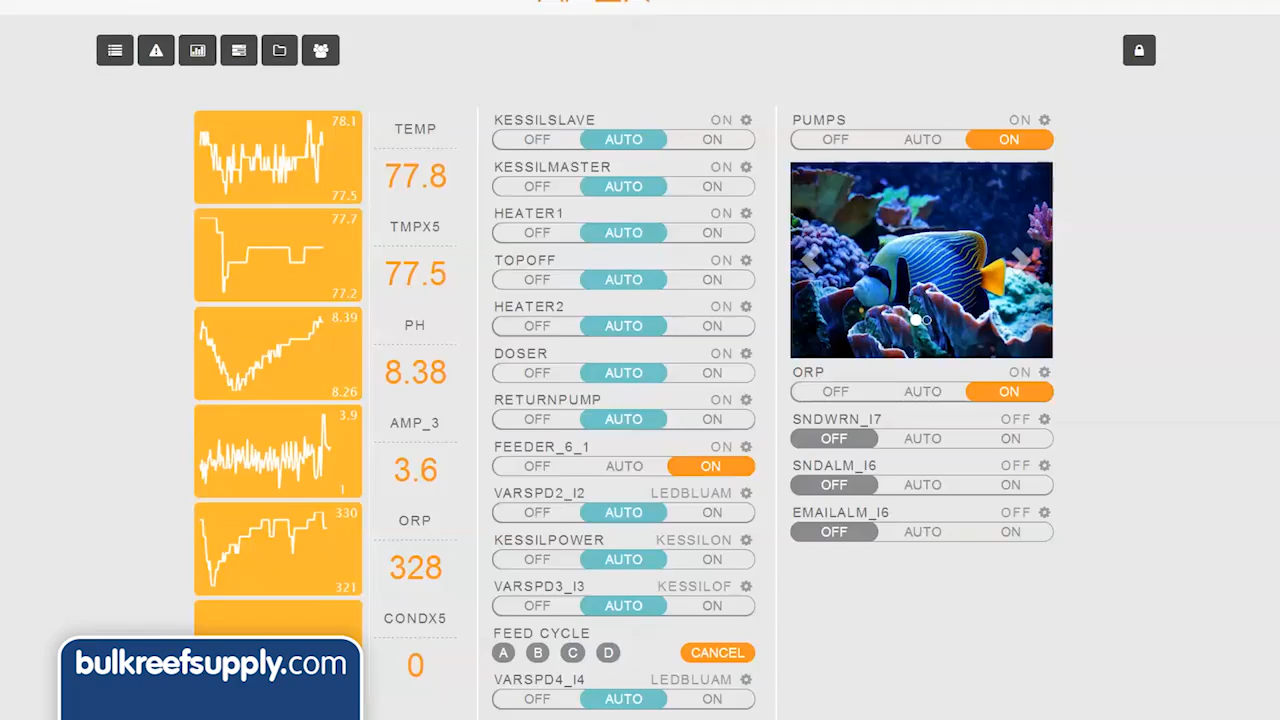 78.1
77.5
77.7
77.2
8.39
8.26
3.9
1
330
321
TEMP
77.8
TMPX5
77.5
PH
8.38
AMP_3
3.6
ORP
328
CONDX5
0
KESSILSLAVE ON
OFF AUTO ON
KESSILMASTER ON
OFF AUTO ON
HEATER1 ON
OFF AUTO ON
TOPOFF ON
OFF AUTO ON
HEATER2 ON
OFF AUTO ON
DOSER ON
OFF AUTO ON
RETURNPUMP ON
OFF AUTO ON
FEEDER_6_1 ON
OFF AUTO ON
VARSPD2_I2 LEDBLUAM
OFF AUTO ON
KESSILPOWER KESSILON
OFF AUTO ON
VARSPD3_I3 KESSILOF
OFF AUTO ON
FEED CYCLE
A B C D CANCEL
VARSPD4_I4 LEDBLUAM
OFF AUTO ON
PUMPS ON
OFF AUTO ON
ORP ON
OFF AUTO ON
SNDWRN_I7 OFF
OFF AUTO ON
SNDALM_I6 OFF
OFF AUTO ON
EMAILALM_I6 OFF
OFF AUTO ON
bulkreefsupply.com